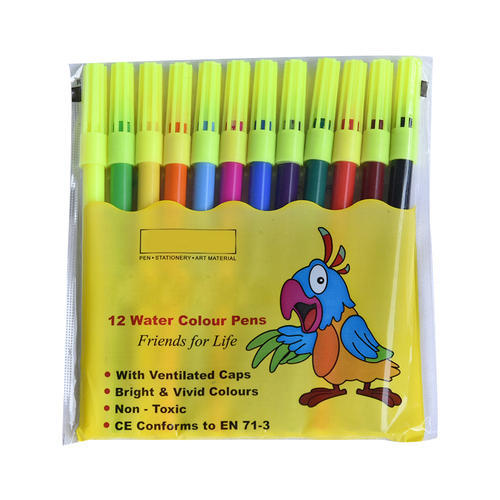 PEN • STATIONERY • ART MATERIAL
12 Water Colour Pens
Friends for Life
• With Ventilated Caps
• Bright & Vivid Colours
• Non - Toxic
• CE Conforms to EN 71-3